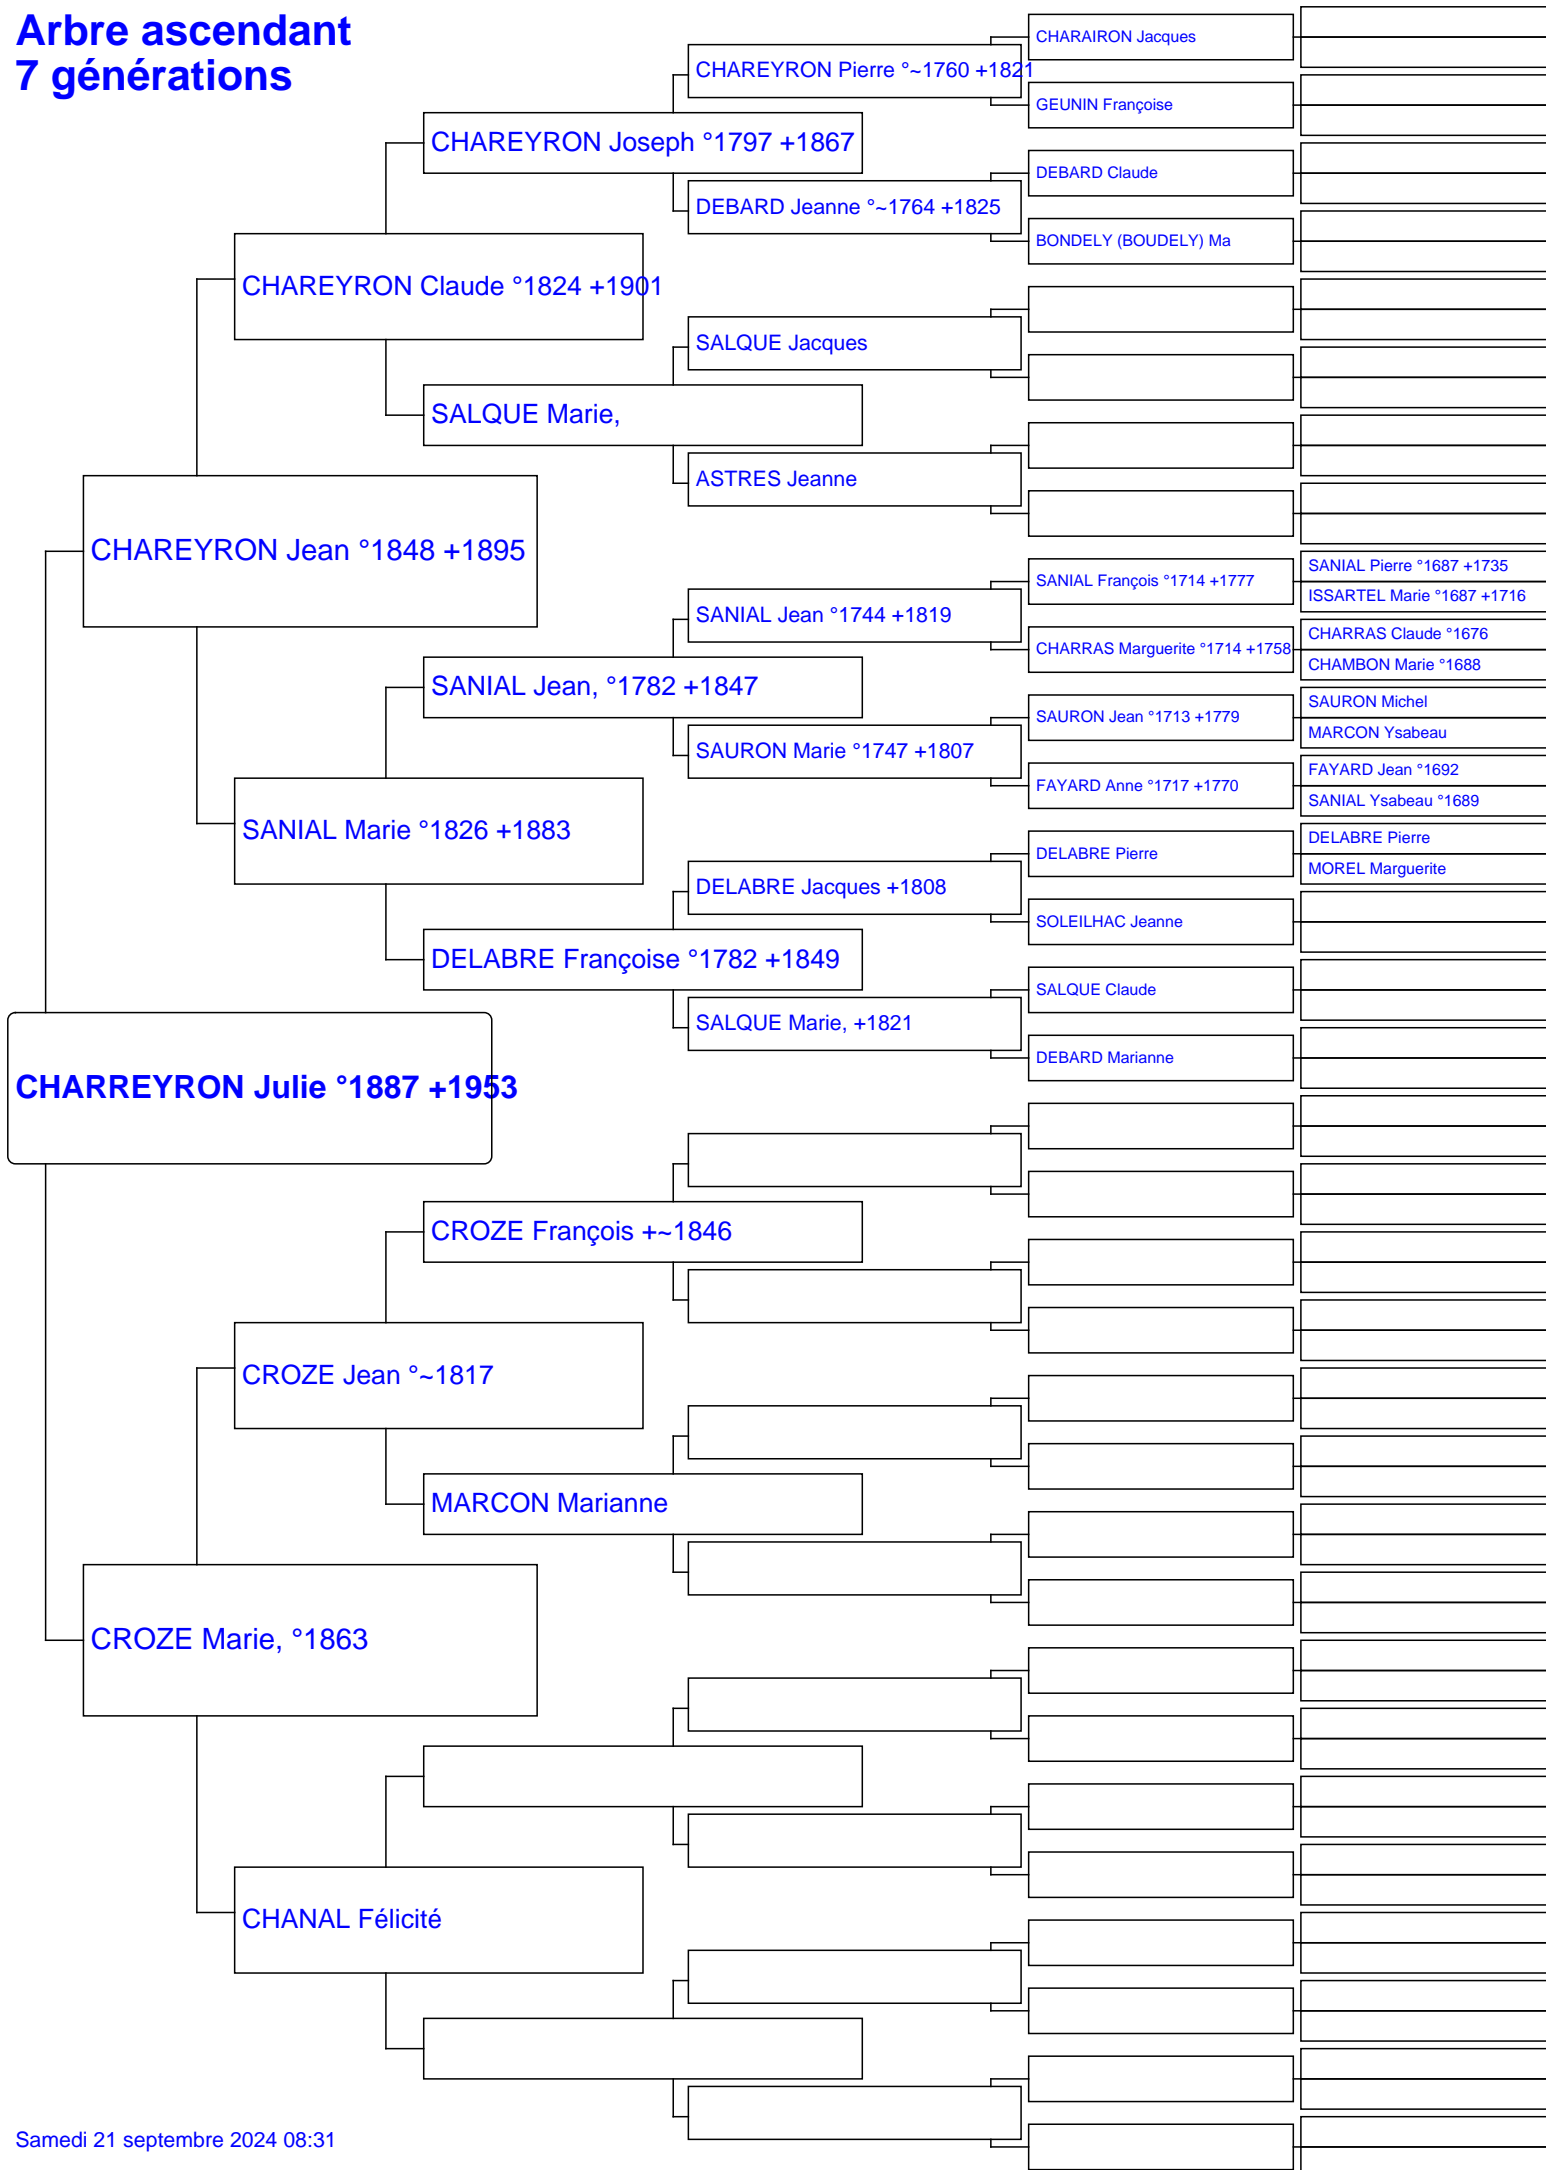 Arbre ascendant
7 générations
CHARAIRON Jacques
CHAREYRON Pierre °~1760 +1821
GEUNIN Françoise
CHAREYRON Joseph °1797 +1867
DEBARD Claude
DEBARD Jeanne °~1764 +1825
BONDELY (BOUDELY) Ma
CHAREYRON Claude °1824 +1901
SALQUE Jacques
SALQUE Marie,
ASTRES Jeanne
CHAREYRON Jean °1848 +1895
SANIAL Pierre °1687 +1735
SANIAL François °1714 +1777
ISSARTEL Marie °1687 +1716
SANIAL Jean °1744 +1819
CHARRAS Claude °1676
CHARRAS Marguerite °1714 +1758
CHAMBON Marie °1688
SANIAL Jean, °1782 +1847
SAURON Michel
SAURON Jean °1713 +1779
MARCON Ysabeau
SAURON Marie °1747 +1807
FAYARD Jean °1692
FAYARD Anne °1717 +1770
SANIAL Ysabeau °1689
SANIAL Marie °1826 +1883
DELABRE Pierre
DELABRE Pierre
MOREL Marguerite
DELABRE Jacques +1808
SOLEILHAC Jeanne
DELABRE Françoise °1782 +1849
SALQUE Claude
SALQUE Marie, +1821
DEBARD Marianne
CHARREYRON Julie °1887 +1953
CROZE François +~1846
CROZE Jean °~1817
MARCON Marianne
CROZE Marie, °1863
CHANAL Félicité
Samedi 21 septembre 2024 08:31